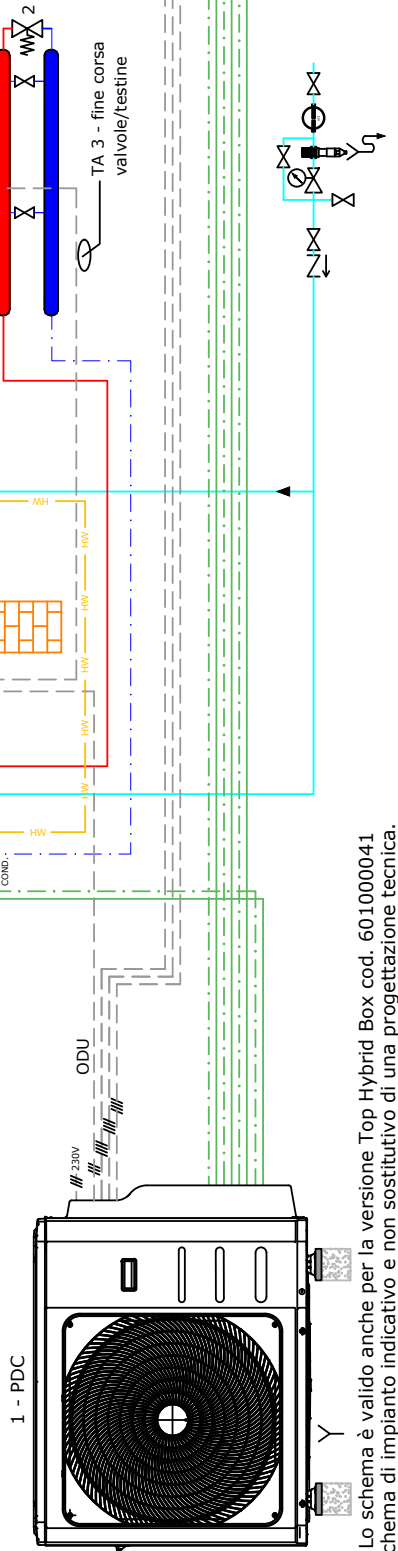 2
TA 3 - fine corsa
valvole/testine
HW
HW
HW
HW
HW
HW
HW
COND.
ODU
230V
1 - PDC
Lo schema è valido anche per la versione Top Hybrid Box cod. 601000041
chema di impianto indicativo e non sostitutivo di una progettazione tecnica.